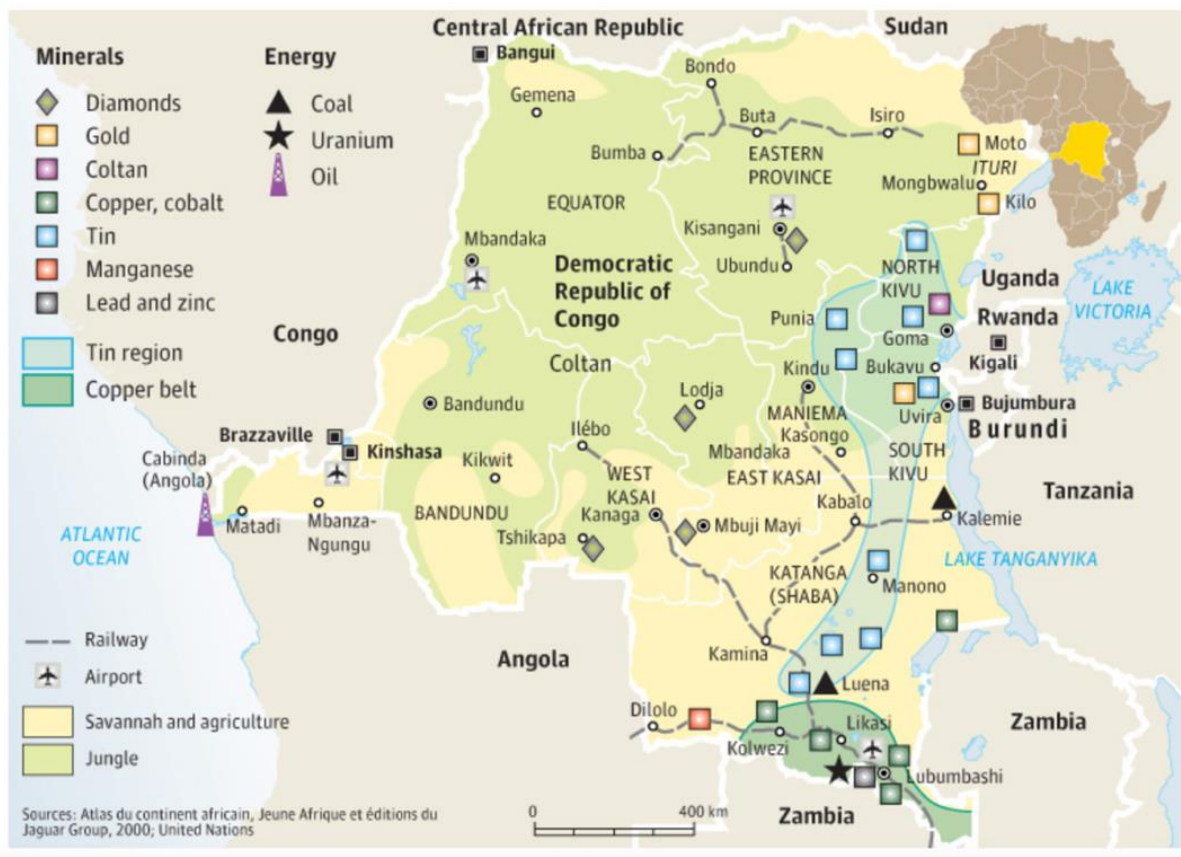 Central African Republic
Sudan
Minerals
Energy
Bangui
Bondo
Diamonds
Coal
Gemena
Gold
Uranium
Buta
Isiro
Moto
Coltan
Oil
Bumba
EASTERN
PROVINCE
ITURI
Mongbwalu
Copper, cobalt
EQUATOR
Kilo
Tin
Mbandaka
Kisangani
Manganese
Democratic
Republic of
Congo
Ubundu
NORTH
KIVU
Uganda
LAKE
VICTORIA
Lead and zinc
Congo
Punia
Goma
Rwanda
Kigali
Tin region
Coltan
Kindu
Bukavu
Copper belt
Bandundu
Lodja
MANIEMA
Uvira
Bujumbura
Burundi
Brazzaville
Kinshasa
Ilébo
Kasongo
Cabinda
(Angola)
Kikwit
Mbandaka
SOUTH
KIVU
WEST
KASAI
EAST KASAI
Tanzania
Matadi
Mbanza-
Ngungu
BANDUNDU
Kanaga
Mbuji Mayi
Kabalo
Kalemie
ATLANTIC
OCEAN
Tshikapa
LAKE TANGANYIKA
KATANGA
(SHABA)
Manono
Railway
Angola
Kamina
Airport
Luena
Savannah and agriculture
Dilolo
Likasi
Zambia
Jungle
Kolwezi
Lubumbashi
Sources: Atlas du continent africain, Jeune Afrique et éditions du
Jaguar Group, 2000; United Nations
0 400 km
Zambia